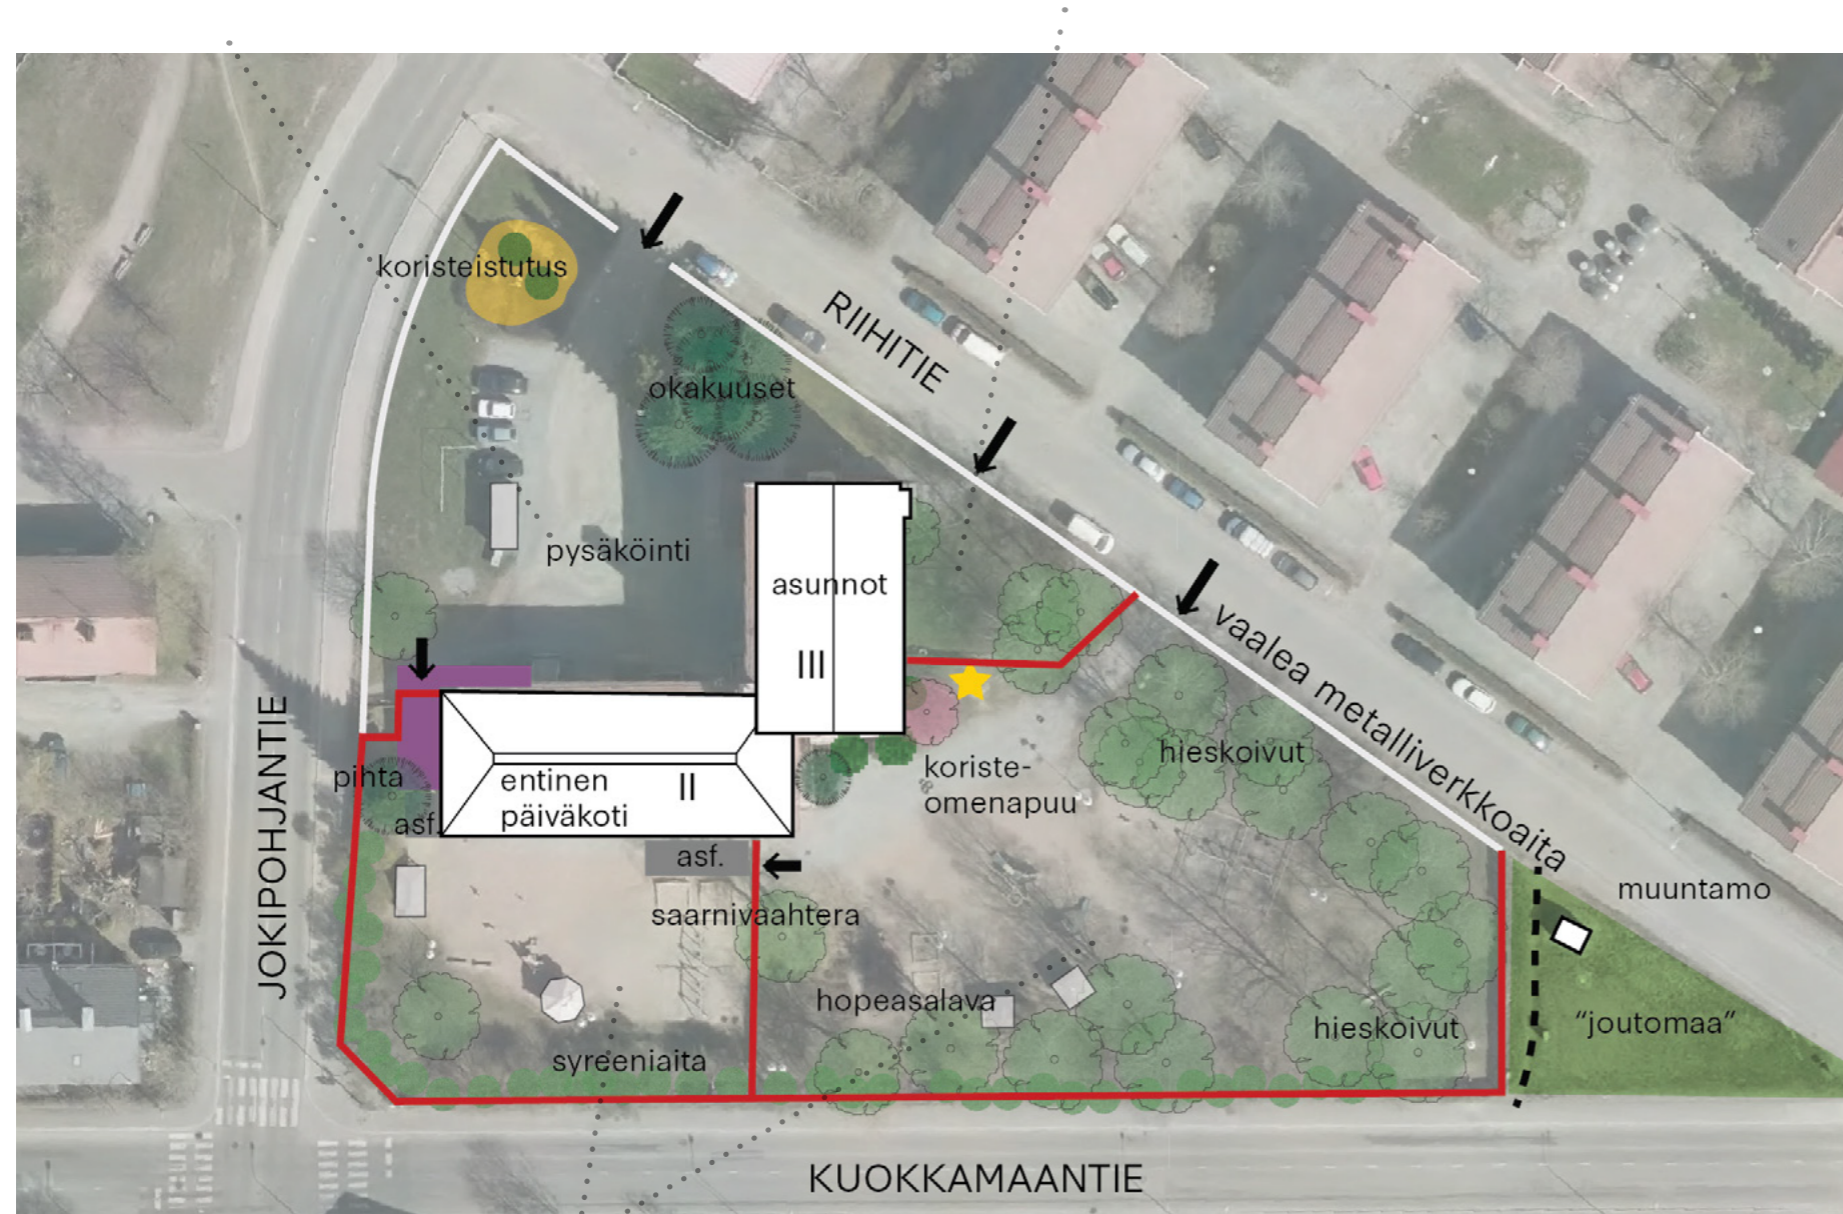 koristeistutus
RIIHITIE
okakuuset
pysäköinti
asunnot
III
vaalea metalliverkkoaita
hieskoivut
pihta
entinen
päiväkoti
II
koriste-
omenapuu
asf.
asf.
JOKIPOHJANTIE
saarnivaahtera
muuntamo
hopeasalava
hieskoivut
"joutomaa"
syreeniaita
KUOKKAMAANTIE